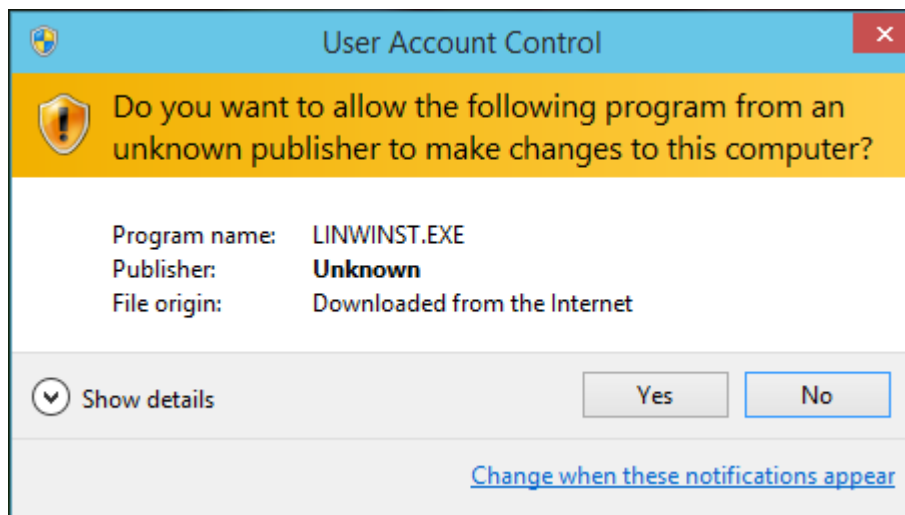 User Account Control
Do you want to allow the following program from an
unknown publisher to make changes to this computer?
Program name: LINWINST.EXE
Publisher: Unknown
File origin: Downloaded from the Internet
Show details
Yes
No
Change when these notifications appear